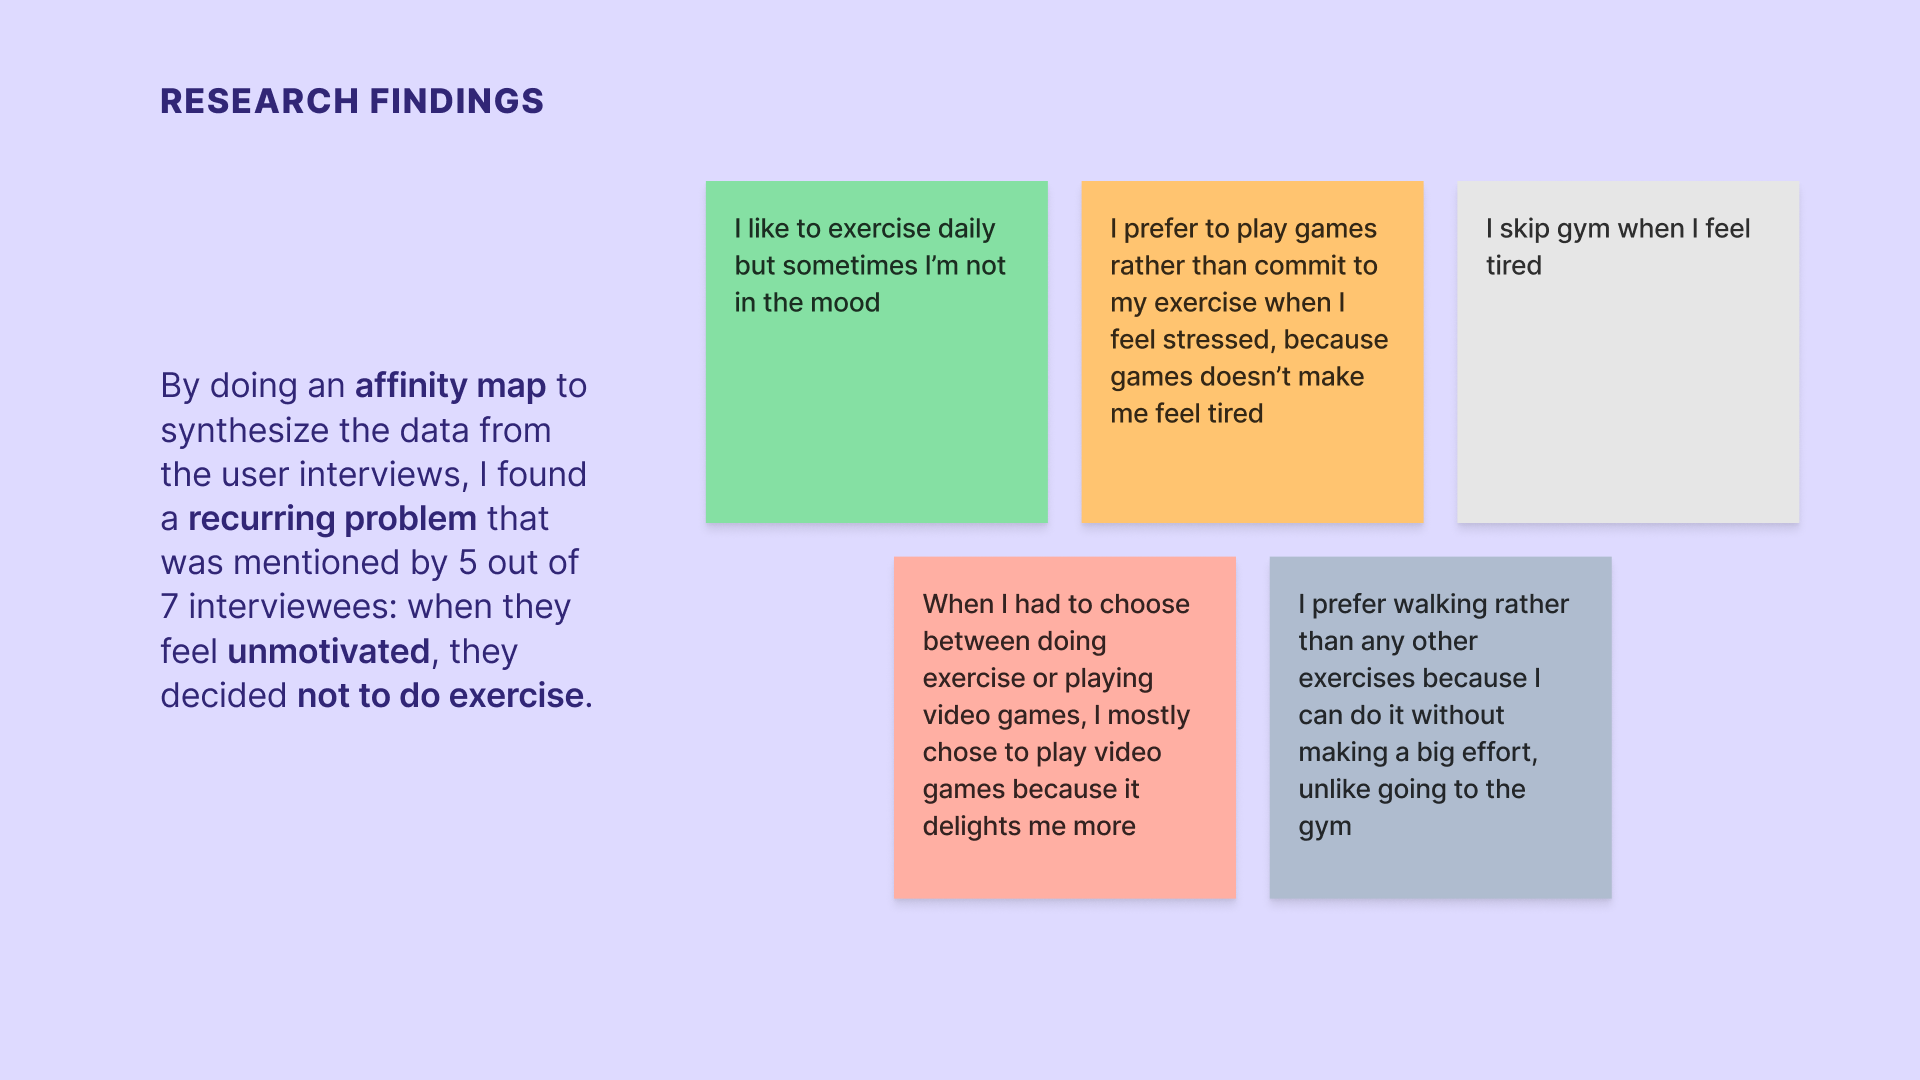 RESEARCH FINDINGS
By doing an affinity map to
synthesize the data from
the user interviews, I found
a recurring problem that
was mentioned by 5 out of
7 interviewees: when they
feel unmotivated, they
decided not to do exercise.
I like to exercise daily
but sometimes I’m not
in the mood
I prefer to play games
rather than commit to
my exercise when I
feel stressed, because
games doesn’t make
me feel tired
I skip gym when I feel
tired
When I had to choose
between doing
exercise or playing
video games, I mostly
chose to play video
games because it
delights me more
I prefer walking rather
than any other
exercises because I
can do it without
making a big effort,
unlike going to the
gym